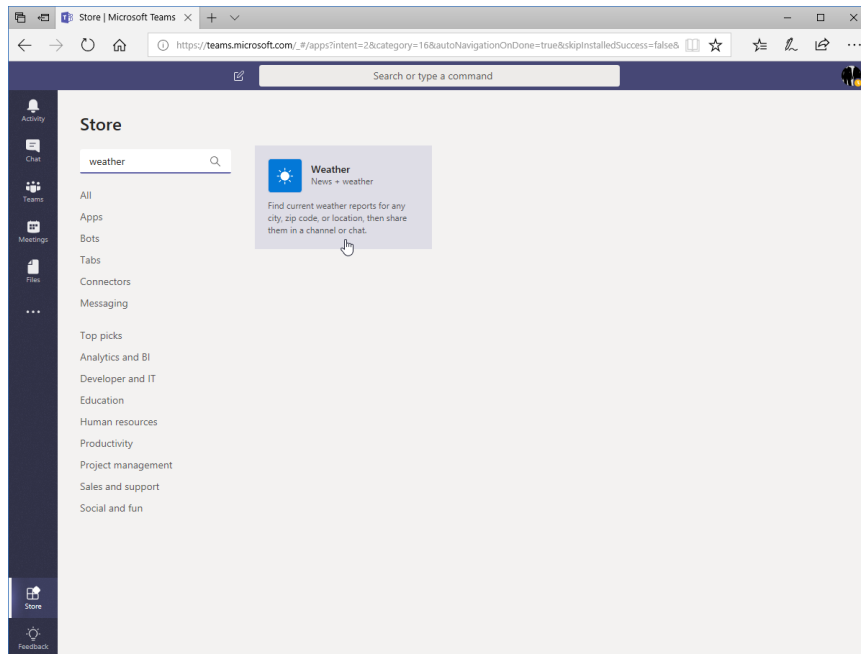 Store | Microsoft Teams
https://teams.microsoft.com/_#/apps?intent=2&category=16&autoNavigationOnDone=true&skipInstalledSuccess=false&
Search or type a command
Activity
Chat
Teams
Meetings
Files
Store
weather
All
Apps
Bots
Tabs
Connectors
Messaging
Top picks
Analytics and BI
Developer and IT
Education
Human resources
Productivity
Project management
Sales and support
Social and fun
Weather
News + weather
Find current weather reports for any
city, zip code, or location, then share
them in a channel or chat.
Store
Feedback